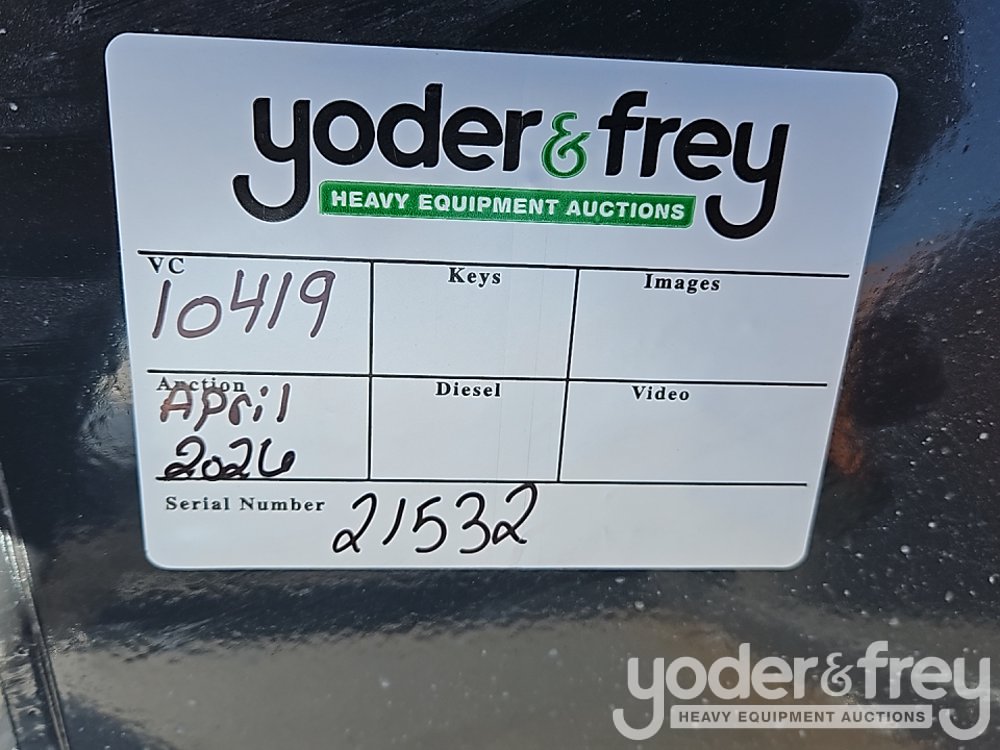 yoder & frey
HEAVY EQUIPMENT AUCTIONS
VC Keys Images
10419
Auction Diesel Video
April
2026
Serial Number 21532
yoder & frey
HEAVY EQUIPMENT AUCTIONS